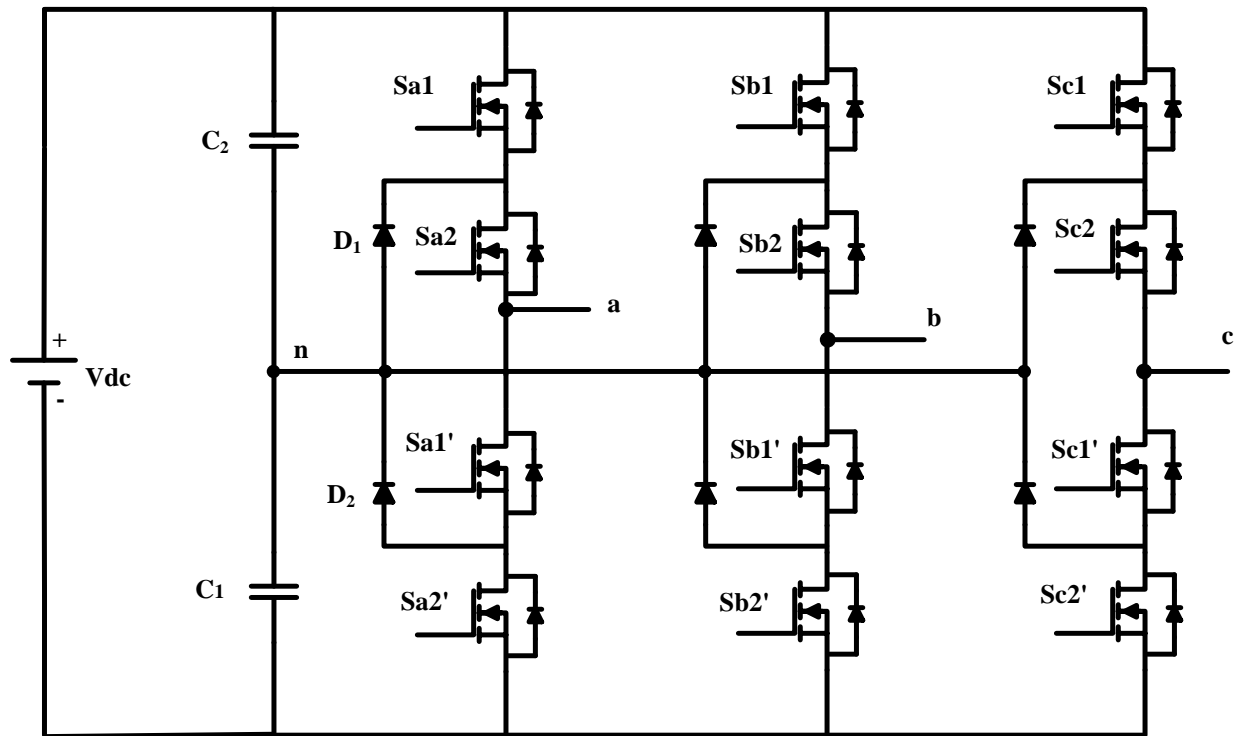 Sa1
Sb1
Sc1
C₂
D₁
Sa2
Sb2
Sc2
a
b
c
n
+
Vdc
-
Sa1'
Sb1'
Sc1'
D₂
C₁
Sa2'
Sb2'
Sc2'